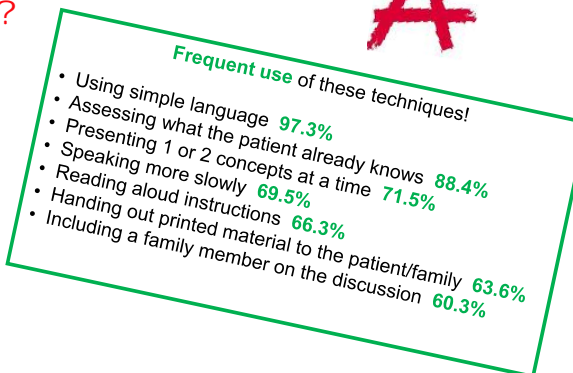 ?
A
Frequent use of these techniques!
• Using simple language 97.3%
• Assessing what the patient already knows 88.4%
• Presenting 1 or 2 concepts at a time 71.5%
• Speaking more slowly 69.5%
• Reading aloud instructions 66.3%
• Handing out printed material to the patient/family 63.6%
• Including a family member on the discussion 60.3%